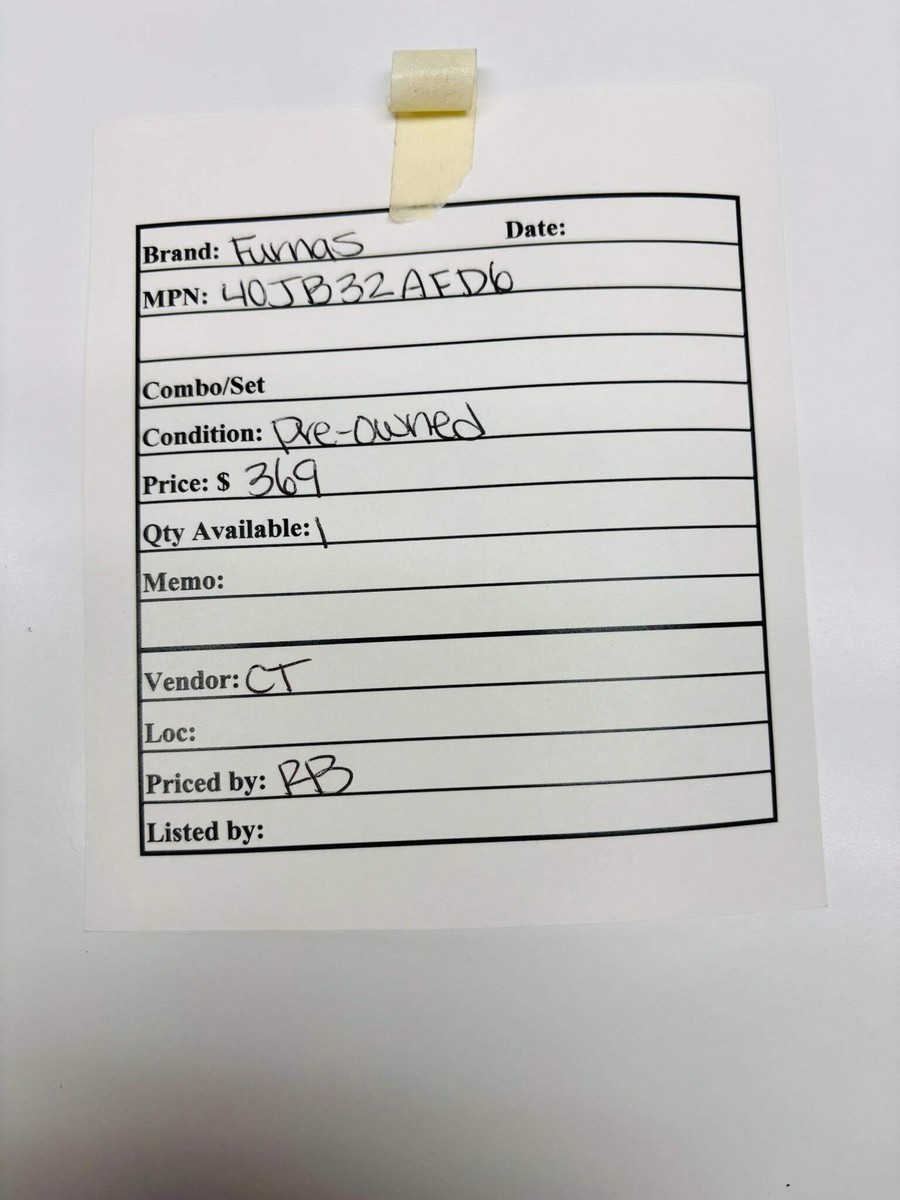 Brand: Furnas Date:
MPN: 40JB32AFD6
Combo/Set
Condition: pre-owned
Price: $ 369
Qty Available: 1
Memo:
Vendor: CT
Loc:
Priced by: RB
Listed by: